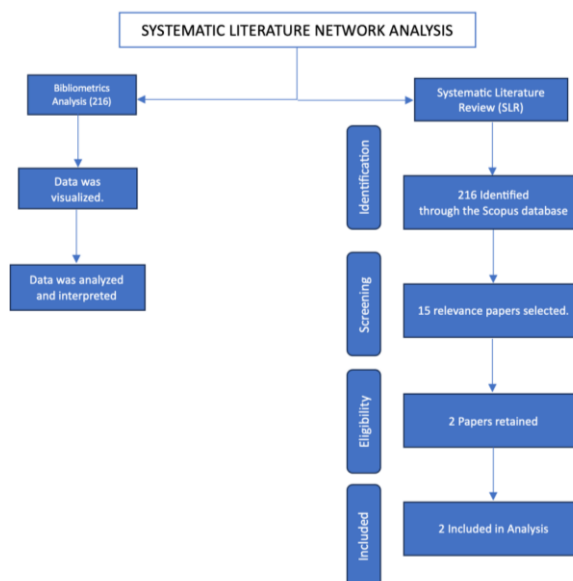 SYSTEMATIC LITERATURE NETWORK ANALYSIS
Bibliometrics
Analysis (216)
Data was
visualized.
Data was analyzed
and interpreted
Systematic Literature
Review (SLR)
Identification
216 Identified
through the Scopus database
Screening
15 relevance papers selected.
Eligibility
2 Papers retained
Included
2 Included in Analysis